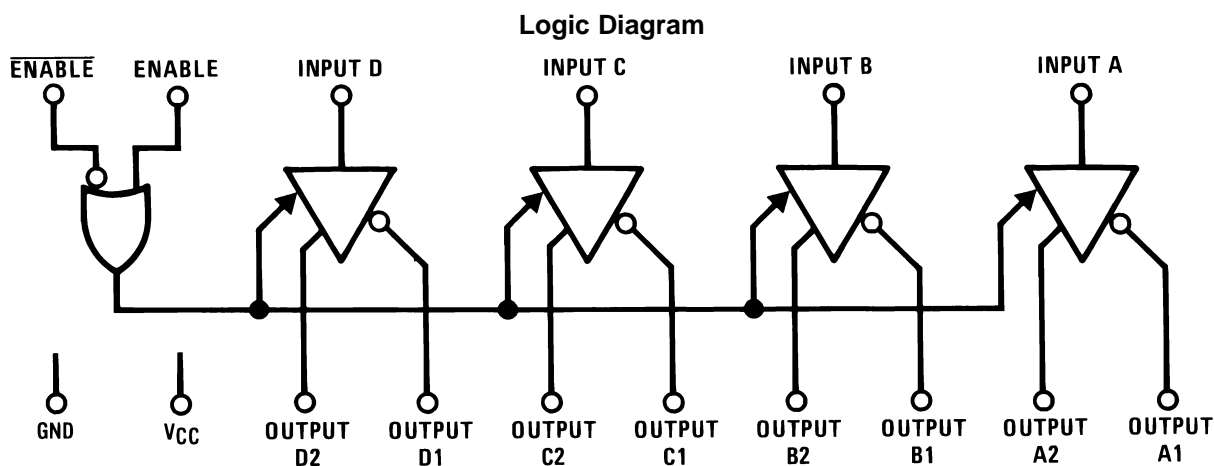 Logic Diagram
ENABLE ENABLE INPUT D INPUT C INPUT B INPUT A
GND VCC OUTPUT D2 OUTPUT D1 OUTPUT C2 OUTPUT C1 OUTPUT B2 OUTPUT B1 OUTPUT A2 OUTPUT A1